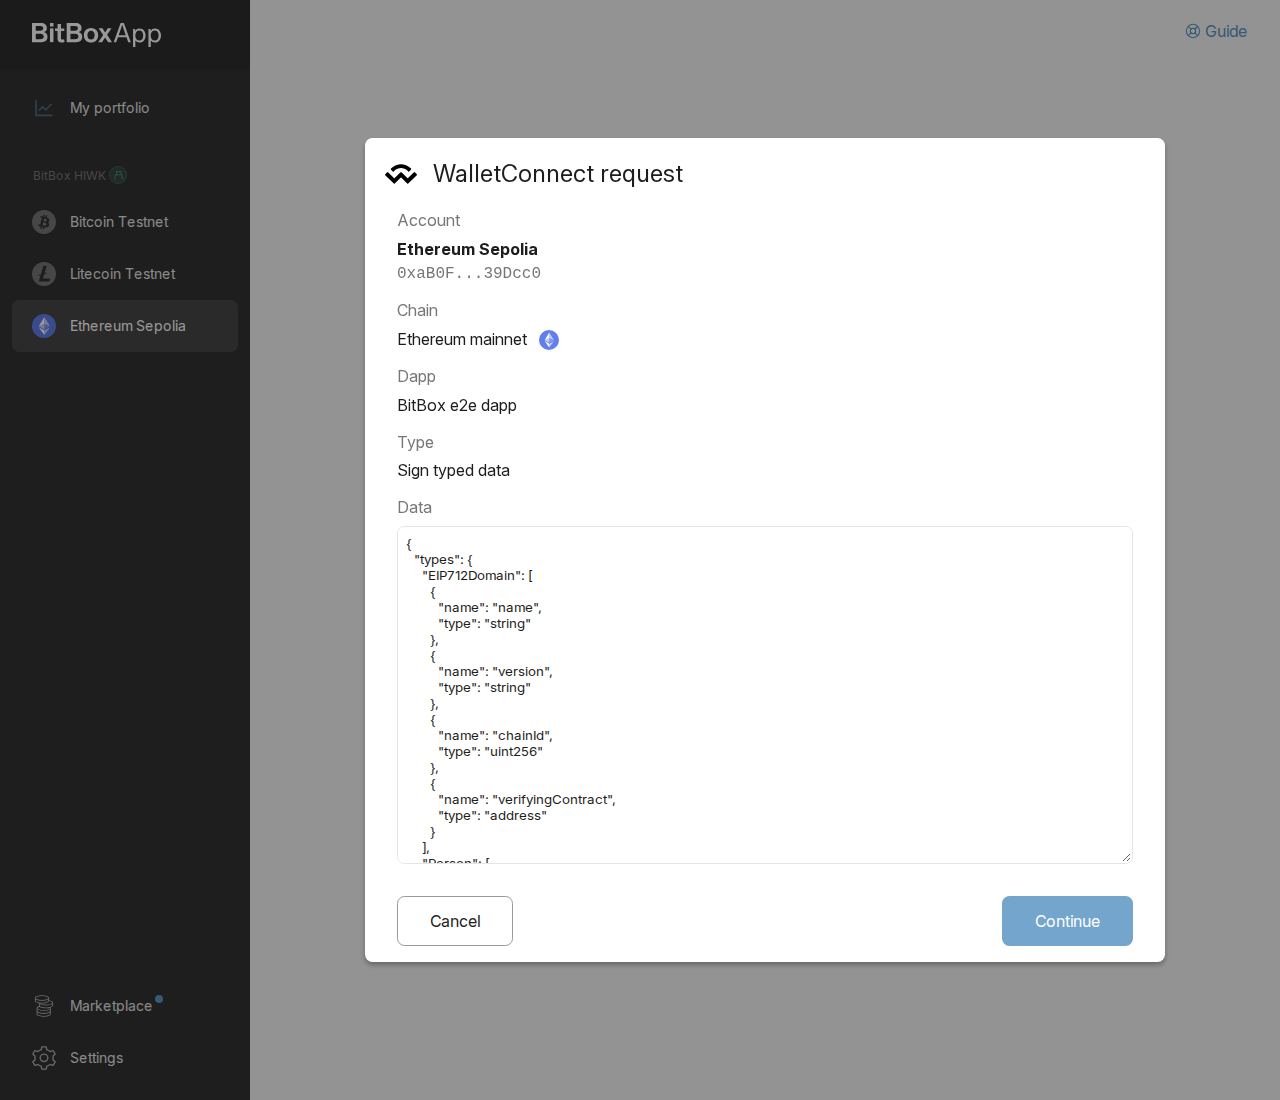 BitBoxApp
My portfolio
BitBox HIWK
Bitcoin Testnet
Litecoin Testnet
Ethereum Sepolia
Marketplace
Settings
Guide
WalletConnect request
Account
Ethereum Sepolia
0xaB0F...39Dcc0
Chain
Ethereum mainnet
Dapp
BitBox e2e dapp
Type
Sign typed data
Data
{
"types": {
"EIP712Domain": [
{
"name": "name",
"type": "string"
},
{
"name": "version",
"type": "string"
},
{
"name": "chainId",
"type": "uint256"
},
{
"name": "verifyingContract",
"type": "address"
}
],
"Person": [
Cancel
Continue